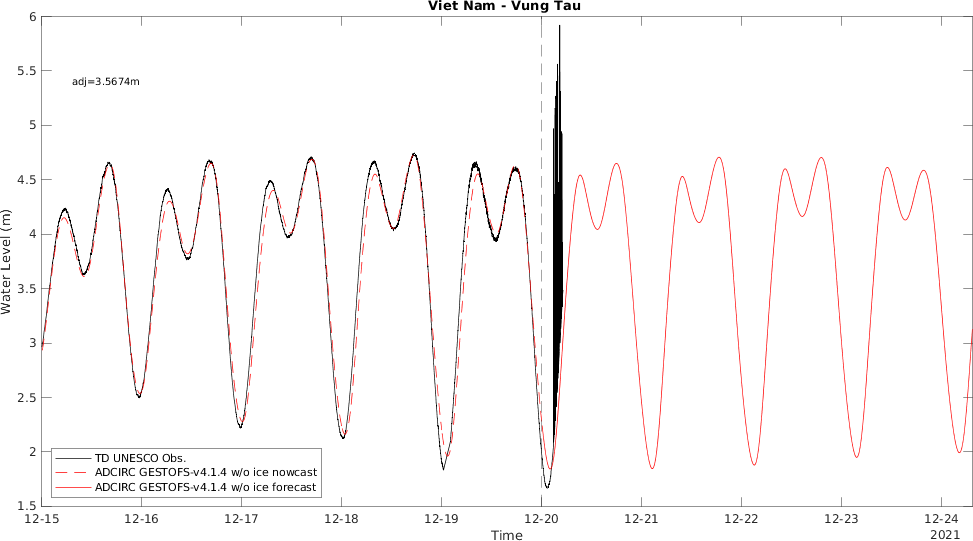 Viet Nam - Vung Tau
6
adj=3.5674m
5.5
5
4.5
4
Water Level (m)
3.5
3
2.5
2
1.5
TD UNESCO Obs.
ADCIRC GESTOFS-v4.1.4 w/o ice nowcast
ADCIRC GESTOFS-v4.1.4 w/o ice forecast
12-15 12-16 12-17 12-18 12-19 12-20 12-21 12-22 12-23 12-24
Time
2021